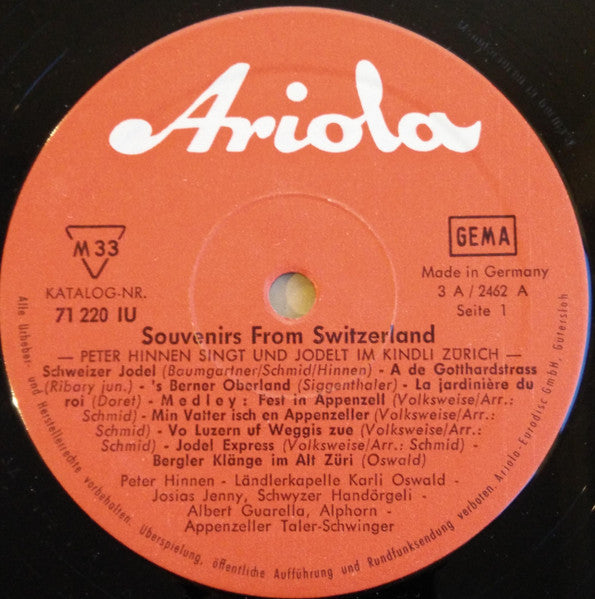 Ariola
M 33
GEMA
KATALOG-NR.
71 220 IU
Made in Germany
3 A / 2462 A
Seite 1
Souvenirs From Switzerland
— PETER HINNEN SINGT UND JODELT IM KINDLI ZÜRICH —
Schweizer Jodel (Baumgartner/Schmid/Hinnen) - A de Gotthardstrass
(Ribary jun.) - 's Berner Oberland (Siggenthaler) - La jardinière du
roi (Doret) - Medley: Fest in Appenzell (Volksweise/Arr.:
Schmid) - Min Vatter isch en Appenzeller (Volksweise/Arr.:
Schmid) - Vo Luzern uf Weggis zue (Volksweise/Arr.:
Schmid) - Jodel Express (Volksweise/Arr.: Schmid) -
Bergler Klänge im Alt Züri (Oswald)
Peter Hinnen - Ländlerkapelle Karli Oswald -
Josias Jenny, Schwyzer Handörgeli -
Albert Guarella, Alphorn -
Appenzeller Taler-Schwinger
Alle Urheber- und Herstellerrechte vorbehalten. Überspielung, öffentliche Aufführung und Rundfunksendung verboten. Ariola-Eurodisc GmbH, Gütersloh